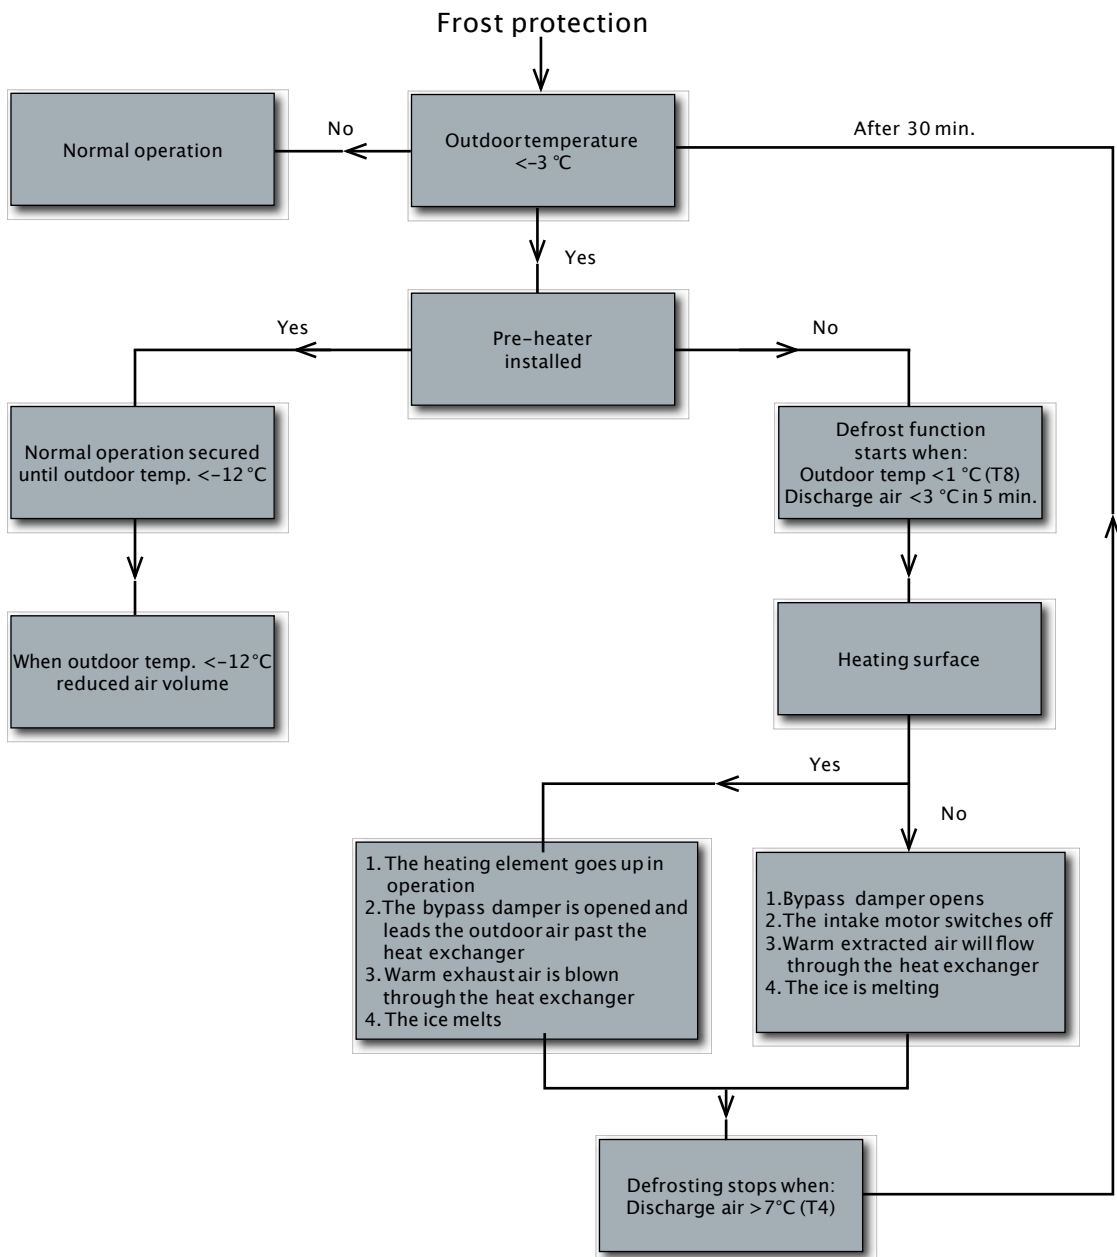 Frost protection
Normal operation
No
Outdoor temperature
<-3 °C
After 30 min.
Yes
Pre-heater
installed
Yes
No
Normal operation secured
until outdoor temp. <-12 °C
Defrost function
starts when:
Outdoor temp <1 °C (T8)
Discharge air <3 °C in 5 min.
When outdoor temp. <-12°C
reduced air volume
Heating surface
Yes
No
1. The heating element goes up in
operation
2. The bypass damper is opened and
leads the outdoor air past the
heat exchanger
3. Warm exhaust air is blown
through the heat exchanger
4. The ice melts
1. Bypass damper opens
2. The intake motor switches off
3. Warm extracted air will flow
through the heat exchanger
4. The ice is melting
Defrosting stops when:
Discharge air >7°C (T4)